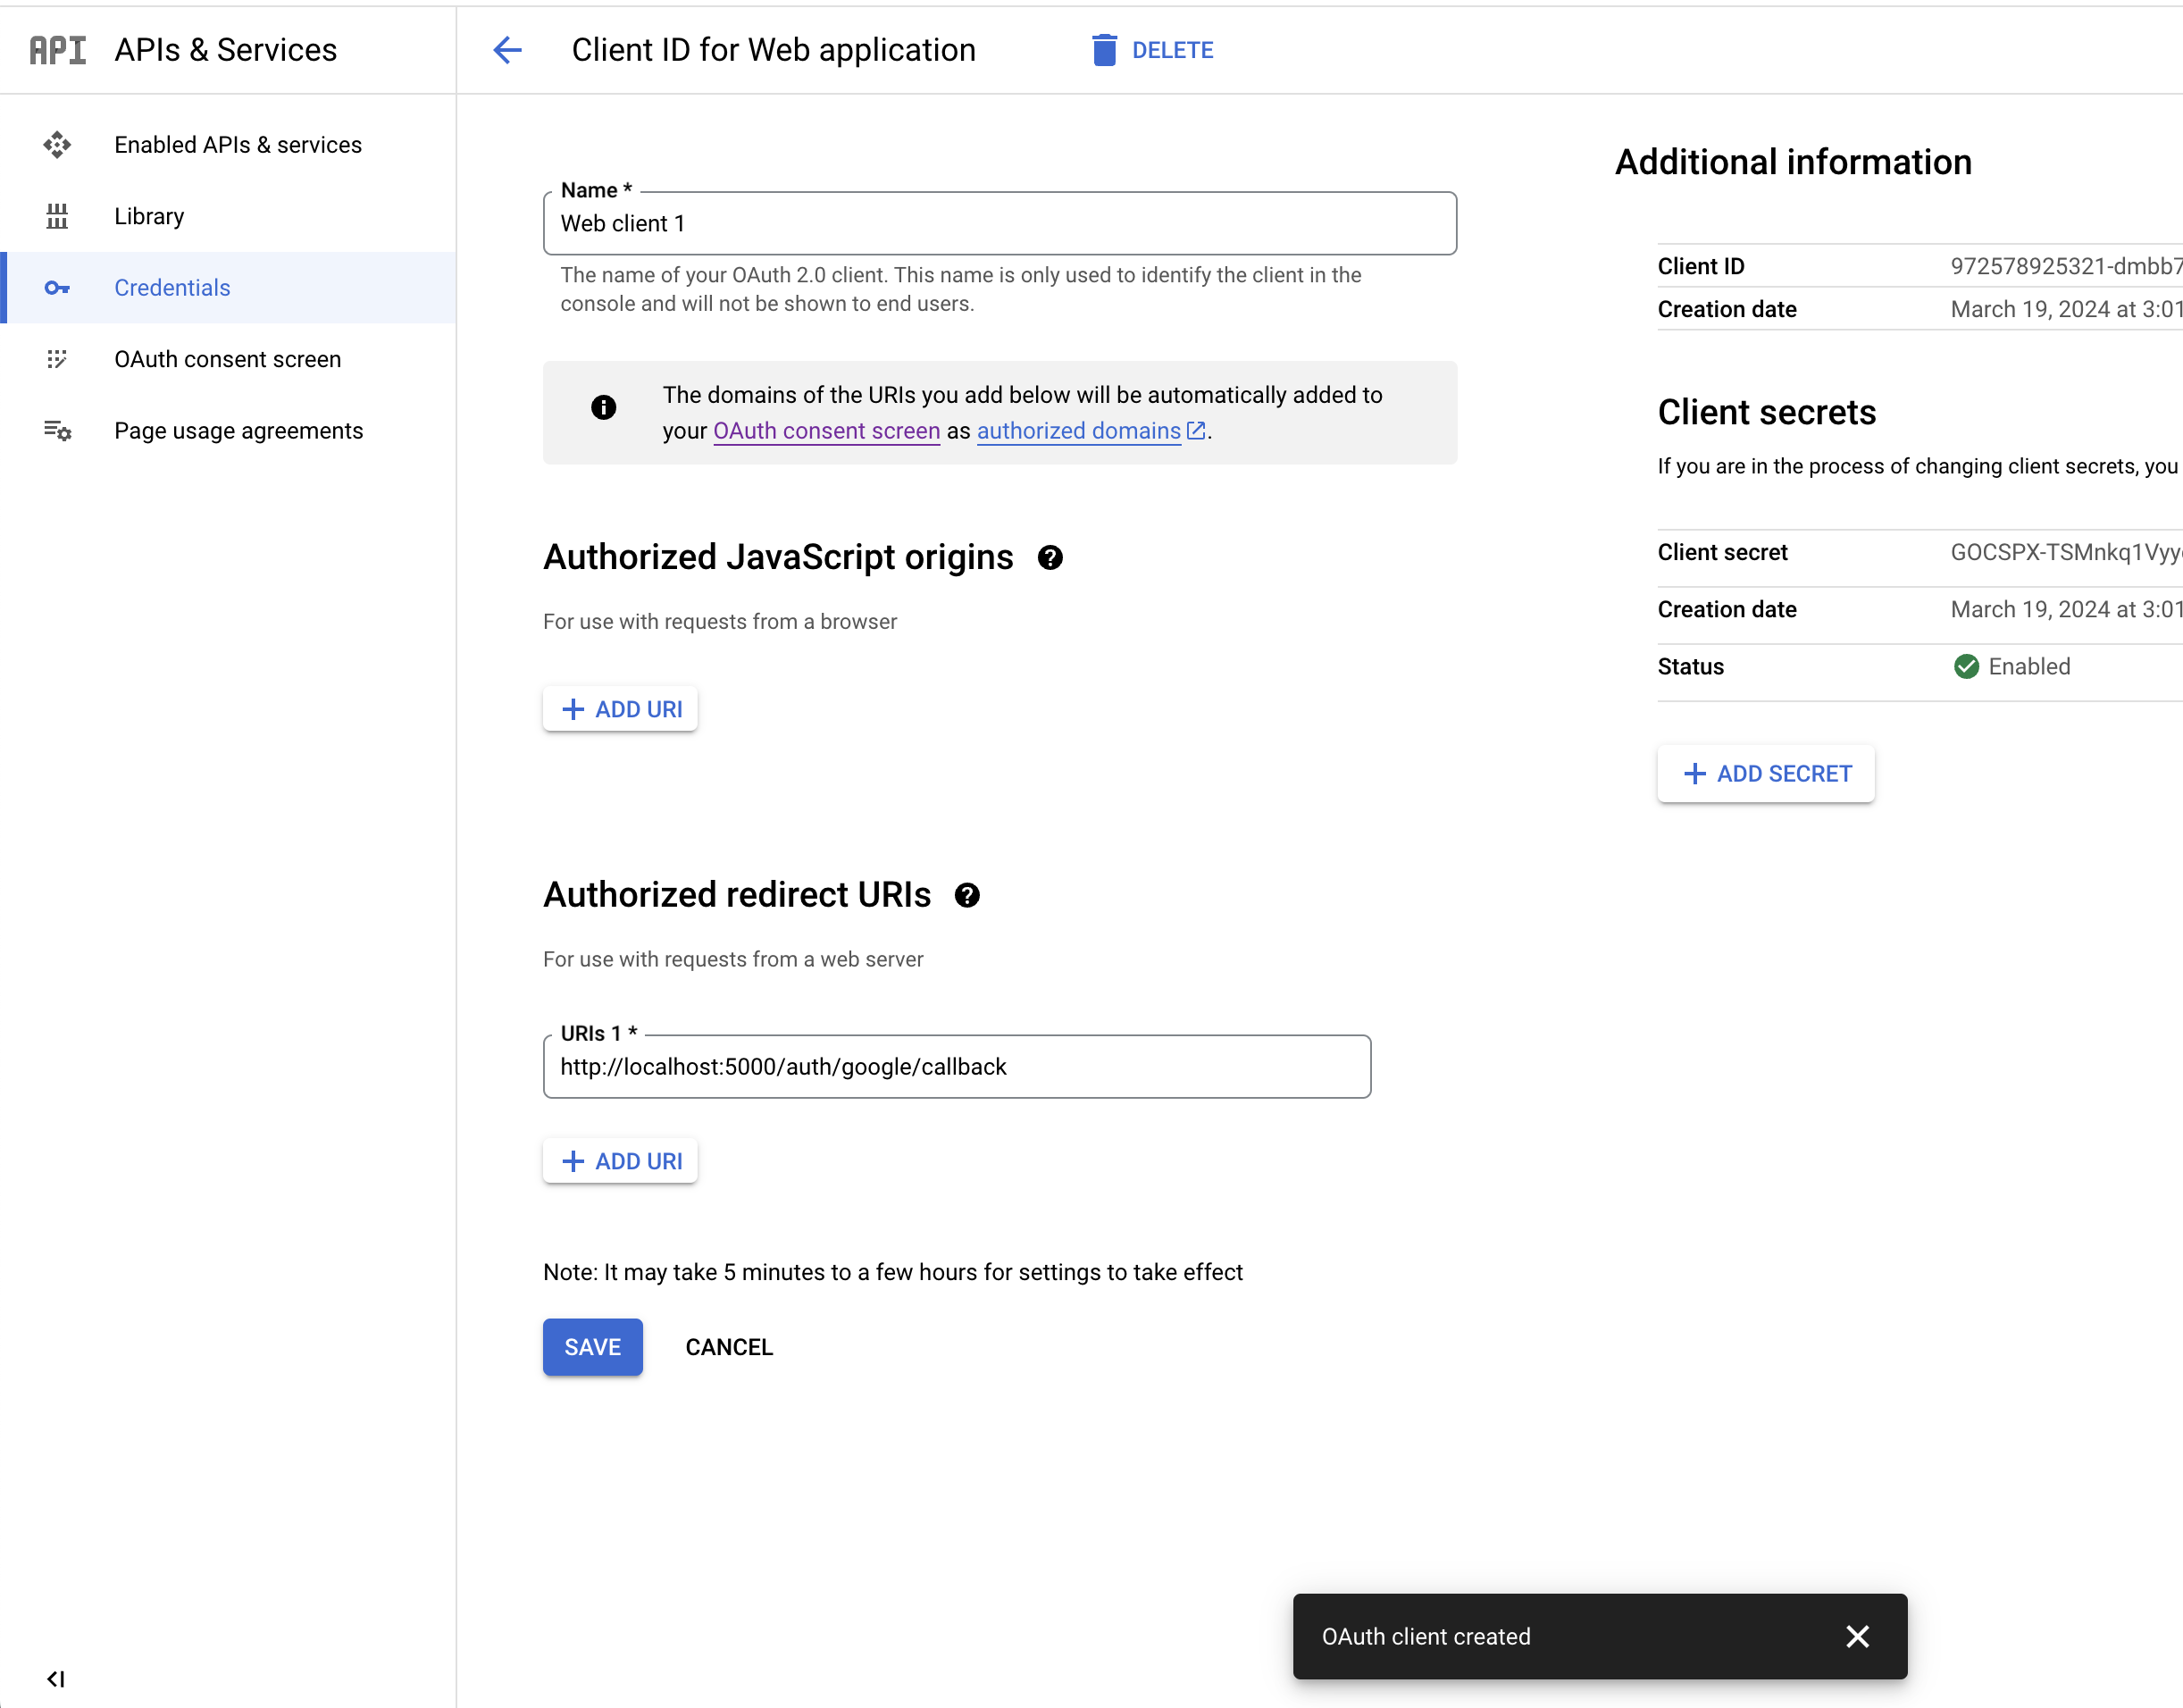 API APIs & Services
Enabled APIs & services
Library
Credentials
OAuth consent screen
Page usage agreements
Client ID for Web application
DELETE
Name *
Web client 1
The name of your OAuth 2.0 client. This name is only used to identify the client in the
console and will not be shown to end users.
The domains of the URIs you add below will be automatically added to
your OAuth consent screen as authorized domains.
Authorized JavaScript origins
For use with requests from a browser
ADD URI
Authorized redirect URIs
For use with requests from a web server
URIs 1 *
http://localhost:5000/auth/google/callback
ADD URI
Note: It may take 5 minutes to a few hours for settings to take effect
SAVE CANCEL
Additional information
Client ID 972578925321-dmbb7
Creation date March 19, 2024 at 3:01
Client secrets
If you are in the process of changing client secrets, you
Client secret GOCSPX-TSMnkq1Vyy
Creation date March 19, 2024 at 3:01
Status Enabled
ADD SECRET
OAuth client created